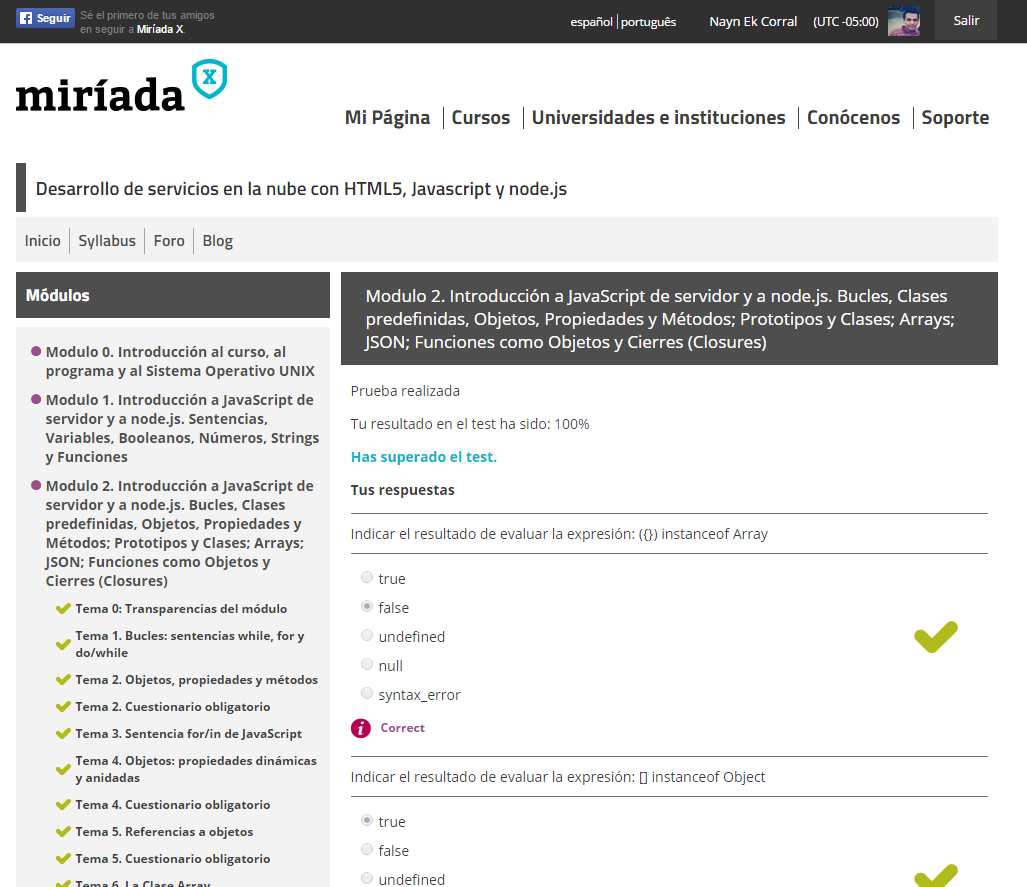 Seguir
Sé el primero de tus amigos
en seguir a Miríada X.
español | português
Nayn Ek Corral
(UTC -05:00)
Salir
miríada X
Mi Página
Cursos
Universidades e instituciones
Conócenos
Soporte
Desarrollo de servicios en la nube con HTML5, Javascript y node.js
Inicio
Syllabus
Foro
Blog
Módulos
Modulo 0. Introducción al curso, al
programa y al Sistema Operativo UNIX
Modulo 1. Introducción a JavaScript de
servidor y a node.js. Sentencias,
Variables, Booleanos, Números, Strings
y Funciones
Modulo 2. Introducción a JavaScript de
servidor y a node.js. Bucles, Clases
predefinidas, Objetos, Propiedades y
Métodos; Prototipos y Clases; Arrays;
JSON; Funciones como Objetos y
Cierres (Closures)
Tema 0: Transparencias del módulo
Tema 1. Bucles: sentencias while, for y
do/while
Tema 2. Objetos, propiedades y métodos
Tema 2. Cuestionario obligatorio
Tema 3. Sentencia for/in de JavaScript
Tema 4. Objetos: propiedades dinámicas
y anidadas
Tema 4. Cuestionario obligatorio
Tema 5. Referencias a objetos
Tema 5. Cuestionario obligatorio
Tema 6. La Clase Array
Modulo 2. Introducción a JavaScript de servidor y a node.js. Bucles, Clases
predefinidas, Objetos, Propiedades y Métodos; Prototipos y Clases; Arrays;
JSON; Funciones como Objetos y Cierres (Closures)
Prueba realizada
Tu resultado en el test ha sido: 100%
Has superado el test.
Tus respuestas
Indicar el resultado de evaluar la expresión: ({}) instanceof Array
true
false
undefined
null
syntax_error
Correct
Indicar el resultado de evaluar la expresión: [] instanceof Object
true
false
undefined